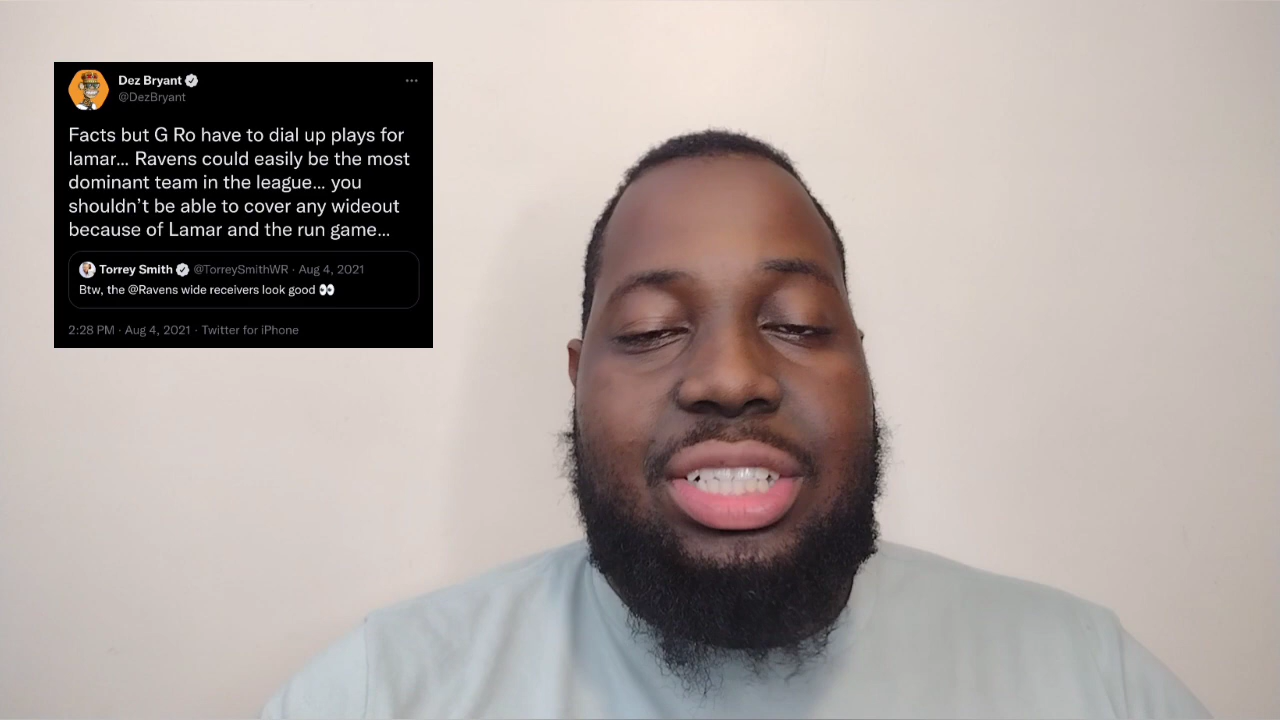 Dez Bryant
@DezBryant
Facts but G Ro have to dial up plays for
lamar... Ravens could easily be the most
dominant team in the league... you
shouldn't be able to cover any wideout
because of Lamar and the run game...
Torrey Smith @TorreySmithWR · Aug 4, 2021
Btw, the @Ravens wide receivers look good 👀
2:28 PM · Aug 4, 2021 · Twitter for iPhone